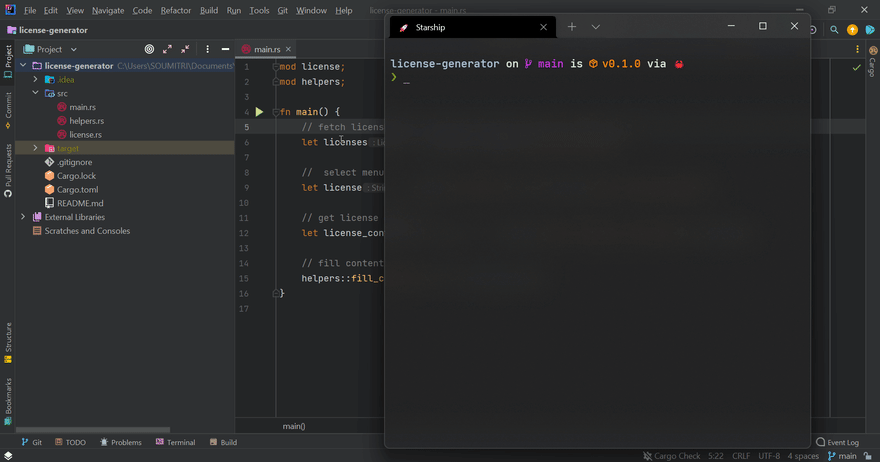 File Edit View Navigate Code Refactor Build Run Tools Git Window Help license-generator - main.rs
license-generator
Project
main.rs
license-generator C:\Users\SOUMITRI\Documents\
.idea
src
main.rs
helpers.rs
license.rs
target
.gitignore
Cargo.lock
Cargo.toml
README.md
External Libraries
Scratches and Consoles
Project
Commit
Pull Requests
Structure
Bookmarks
1 mod license;
2 mod helpers;
3
4 fn main() {
5 // fetch licens
6 let licenses
7
8 // select menu
9 let license
10
11 // get license
12 let license_con
13
14 // fill content
15 helpers::fill_c
16 }
17
main()
Starship
license-generator on main is v0.1.0 via
❯ _
Cargo
Git TODO Problems Terminal Build Event Log
Cargo Check 5:22 CRLF UTF-8 4 spaces main